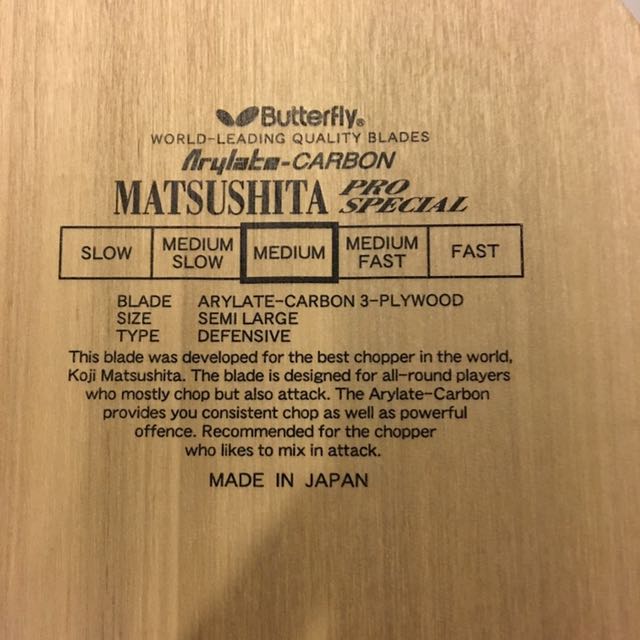 Butterfly®
WORLD-LEADING QUALITY BLADES
Arylate-CARBON
MATSUSHITA PRO SPECIAL
SLOW MEDIUM SLOW MEDIUM MEDIUM FAST FAST
BLADE ARYLATE-CARBON 3-PLYWOOD
SIZE SEMI LARGE
TYPE DEFENSIVE
This blade was developed for the best chopper in the world,
Koji Matsushita. The blade is designed for all-round players
who mostly chop but also attack. The Arylate-Carbon
provides you consistent chop as well as powerful
offence. Recommended for the chopper
who likes to mix in attack.
MADE IN JAPAN